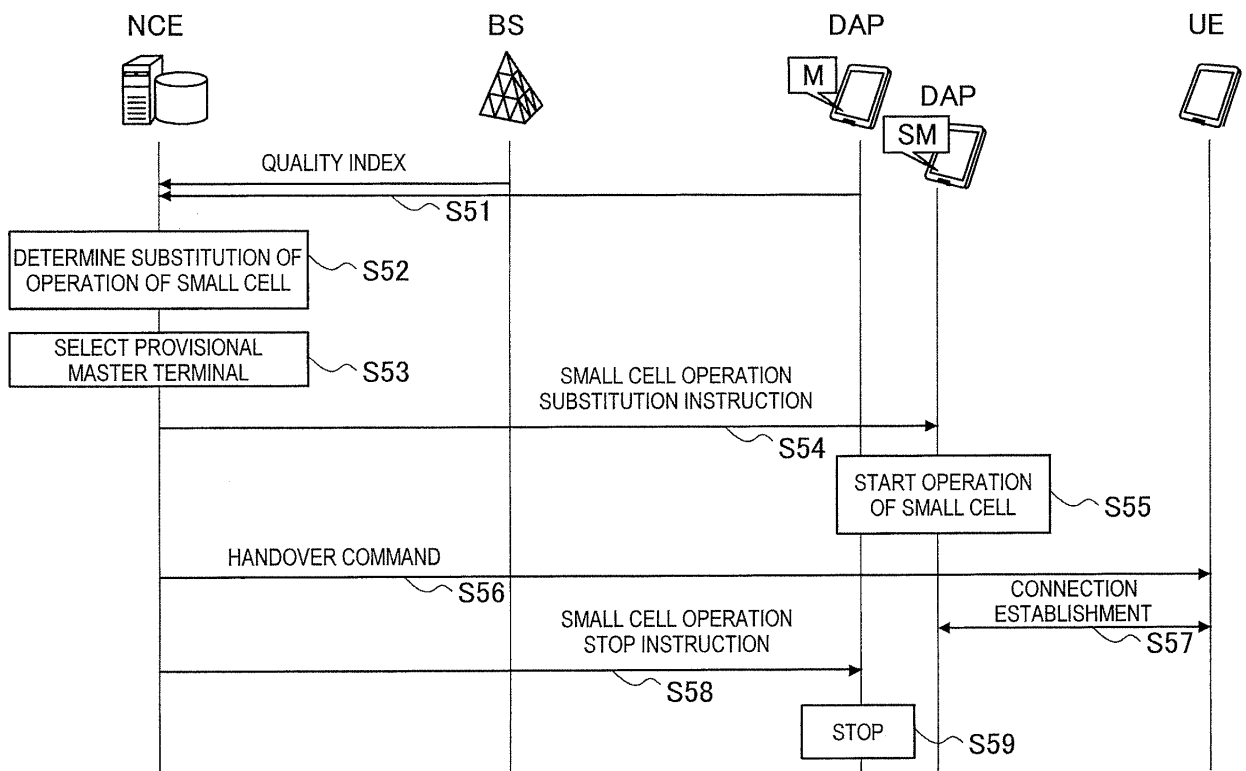 NCE
BS
DAP
UE
M
DAP
SM
QUALITY INDEX
S51
DETERMINE SUBSTITUTION OF
OPERATION OF SMALL CELL
S52
SELECT PROVISIONAL
MASTER TERMINAL
S53
SMALL CELL OPERATION
SUBSTITUTION INSTRUCTION
S54
START OPERATION
OF SMALL CELL
S55
HANDOVER COMMAND
S56
CONNECTION
ESTABLISHMENT
S57
SMALL CELL OPERATION
STOP INSTRUCTION
S58
STOP
S59